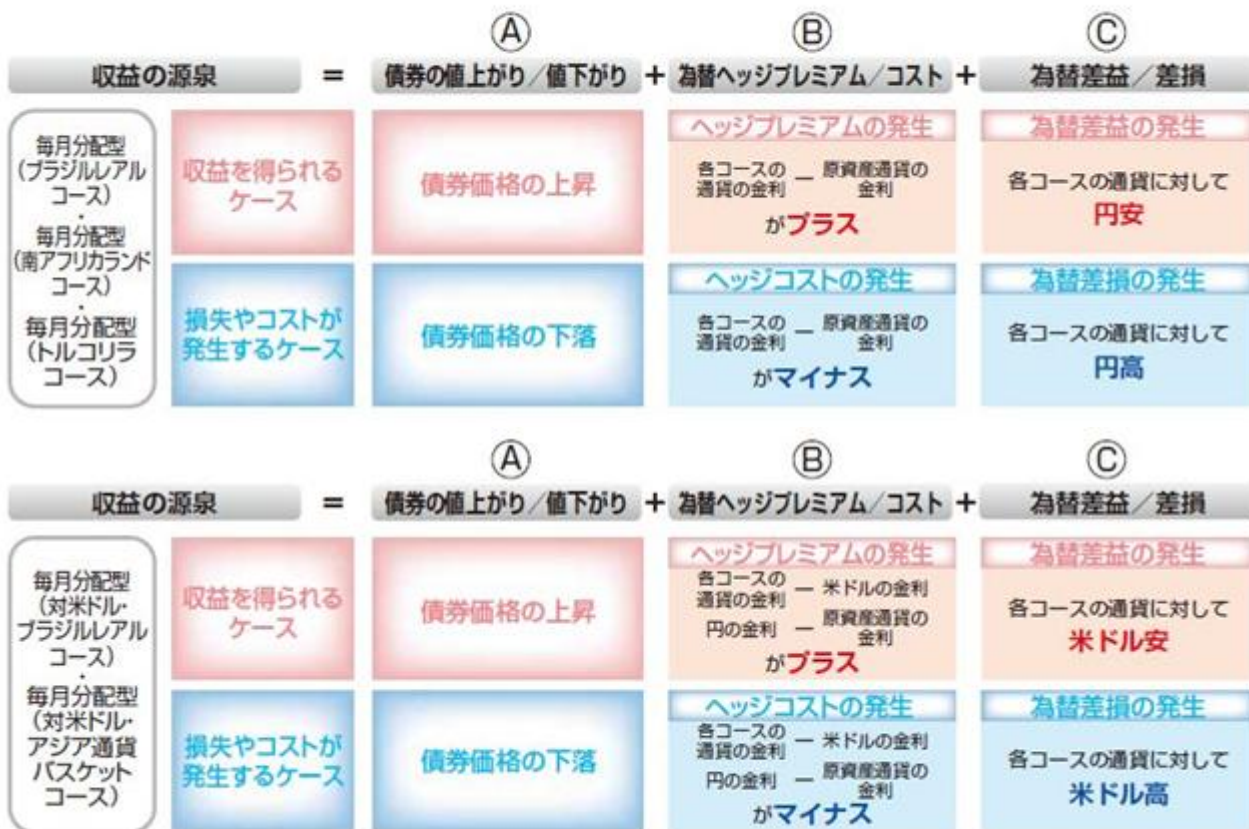 Ⓐ Ⓑ Ⓒ
収益の源泉 = 債券の値上がり/値下がり + 為替ヘッジプレミアム/コスト + 為替差益/差損
毎月分配型
(ブラジルレアル
コース)
・
毎月分配型
(南アフリカランド
コース)
・
毎月分配型
(トルコリラ
コース)
収益を得られる
ケース
債券価格の上昇
ヘッジプレミアムの発生
各コースの
通貨の金利 ー 原資産通貨の
金利
がプラス
為替差益の発生
各コースの通貨に対して
円安
損失やコストが
発生するケース
債券価格の下落
ヘッジコストの発生
各コースの
通貨の金利 ー 原資産通貨の
金利
がマイナス
為替差損の発生
各コースの通貨に対して
円高
Ⓐ Ⓑ Ⓒ
収益の源泉 = 債券の値上がり/値下がり + 為替ヘッジプレミアム/コスト + 為替差益/差損
毎月分配型
(対米ドル・
ブラジルレアル
コース)
・
毎月分配型
(対米ドル・
アジア通貨
バスケット
コース)
収益を得られる
ケース
債券価格の上昇
ヘッジプレミアムの発生
各コースの
通貨の金利 ー 米ドルの金利
円の金利 ー 原資産通貨の
金利
がプラス
為替差益の発生
各コースの通貨に対して
米ドル安
損失やコストが
発生するケース
債券価格の下落
ヘッジコストの発生
各コースの
通貨の金利 ー 米ドルの金利
円の金利 ー 原資産通貨の
金利
がマイナス
為替差損の発生
各コースの通貨に対して
米ドル高